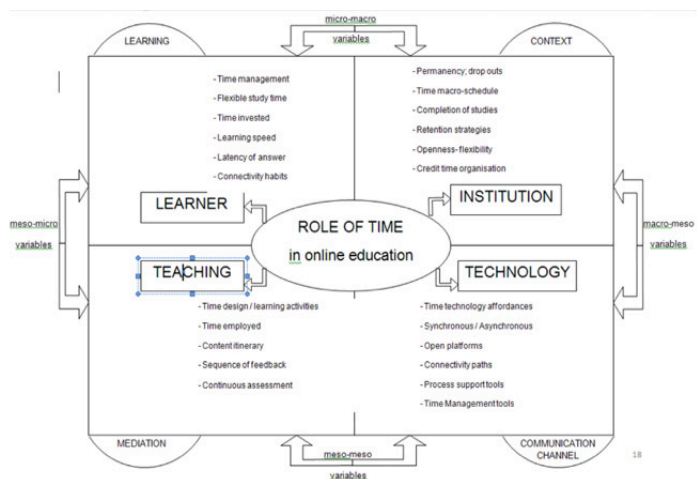 micro-macro
variables
LEARNING
CONTEXT
- Time management
- Flexible study time
- Time invested
- Learning speed
- Latency of answer
- Connectivity habits
- Permanency; drop outs
- Time macro-schedule
- Completion of studies
- Retention strategies
- Openness- flexibility
- Credit time organisation
LEARNER
INSTITUTION
meso-micro
variables
ROLE OF TIME
in online education
macro-meso
variables
TEACHING
TECHNOLOGY
- Time design / learning activities
- Time employed
- Content itinerary
- Sequence of feedback
- Continuous assessment
- Time technology affordances
- Synchronous / Asynchronous
- Open platforms
- Connectivity paths
- Process support tools
- Time Management tools
MEDIATION
meso-meso
variables
COMMUNICATION
CHANNEL
18